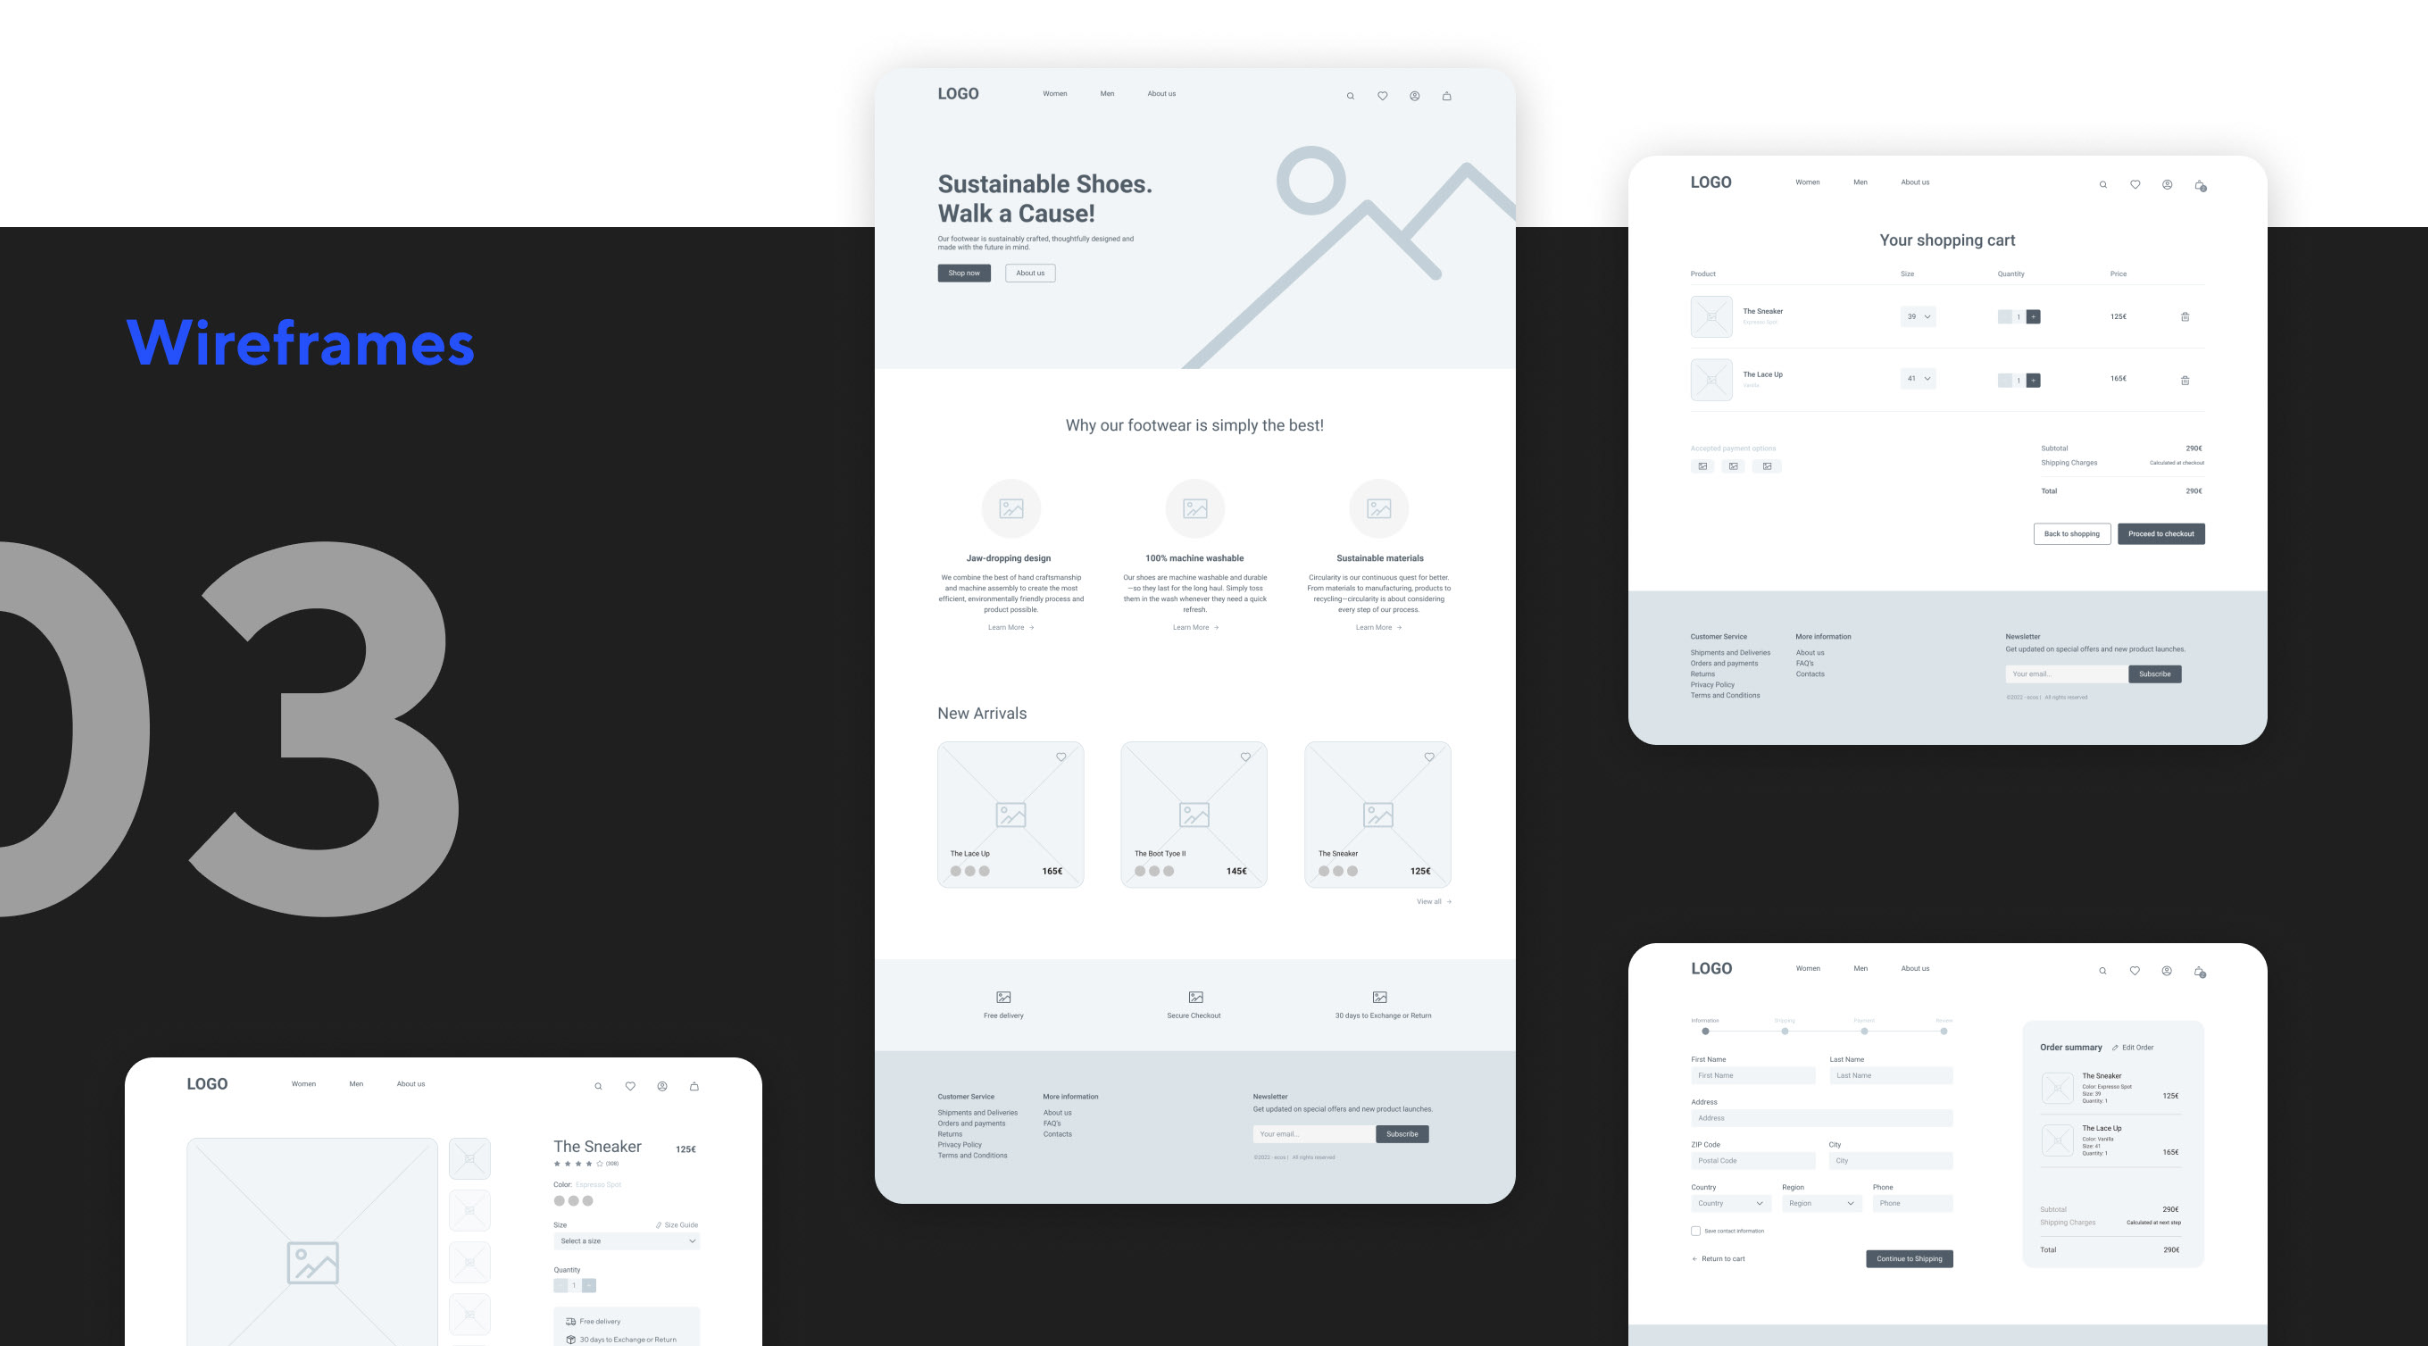 Wireframes
03
LOGO
Women Men About us
Sustainable Shoes.
Walk a Cause!
Our footwear is sustainably crafted, thoughtfully designed and
made with the future in mind.
Shop now About us
Why our footwear is simply the best!
Jaw-dropping design
We combine the best of hand craftsmanship
and machine assembly to create the most
efficient, environmentally friendly process and
product possible.
Learn More →
100% machine washable
Our shoes are machine washable and durable
—so they last for the long haul. Simply toss
them in the wash whenever they need a quick
refresh.
Learn More →
Sustainable materials
Circularity is our continuous quest for better.
From materials to manufacturing, products to
recycling—circularity is about considering
every step of our process.
Learn More →
New Arrivals
The Lace Up
165€
The Boot Tyoe II
145€
The Sneaker
125€
View all →
Free delivery
Secure Checkout
30 days to Exchange or Return
Customer Service
Shipments and Deliveries
Orders and payments
Returns
Privacy Policy
Terms and Conditions
More information
About us
FAQ's
Contacts
Newsletter
Get updated on special offers and new product launches.
Your email... Subscribe
All rights reserved
LOGO
Women Men About us
Your shopping cart
Product Size Quantity Price
The Sneaker
Espresso Spot
39 1 + 125€
The Lace Up
Vanilla
41 1 + 165€
Accepted payment options
Subtotal 290€
Shipping Charges Calculated at checkout
Total 290€
Back to shopping Proceed to checkout
Customer Service
Shipments and Deliveries
Orders and payments
Returns
Privacy Policy
Terms and Conditions
More information
About us
FAQ's
Contacts
Newsletter
Get updated on special offers and new product launches.
Your email... Subscribe
All rights reserved
LOGO
Women Men About us
The Sneaker 125€
Color: Espresso Spot
Size Size Guide
Select a size
Quantity
1
Free delivery
30 days to Exchange or Return
LOGO
Women Men About us
Information Shipping Payment Review
First Name Last Name
First Name Last Name
Address
Address
ZIP Code City
Postal Code City
Country Region Phone
Country Region Phone
Save contact information
← Return to cart Continue to Shipping
Order summary Edit Order
The Sneaker
Color: Espresso Spot
Size: 39
Quantity: 1
125€
The Lace Up
Color: Vanilla
Size: 41
Quantity: 1
165€
Subtotal 290€
Shipping Charges Calculated at next step
Total 290€